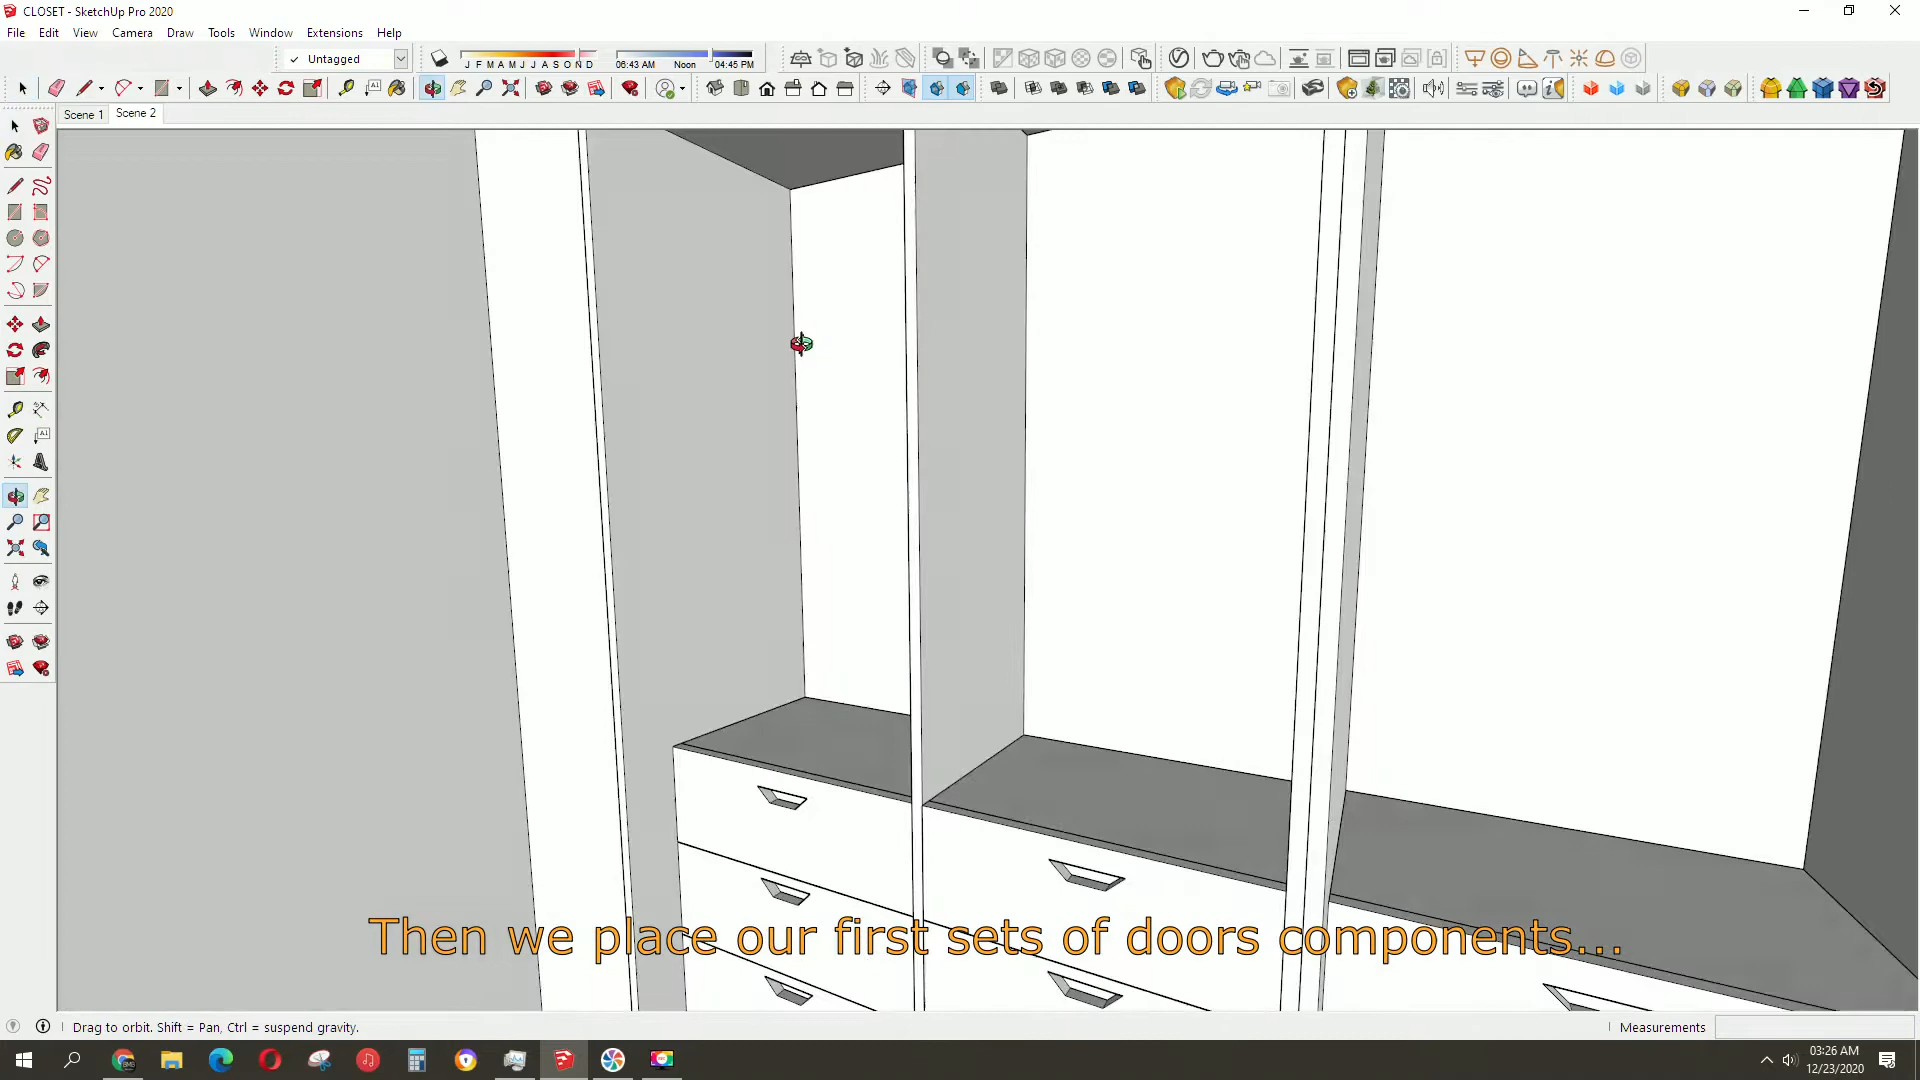 CLOSET - SketchUp Pro 2020
File Edit View Camera Draw Tools Window Extensions Help
Untagged
J F M A M J J A S O N D
06:43 AM Noon 04:45 PM
Scene 1 Scene 2
Then we place our first sets of doors components...
Drag to orbit. Shift = Pan, Ctrl = suspend gravity.
Measurements
03:26 AM
12/23/2020